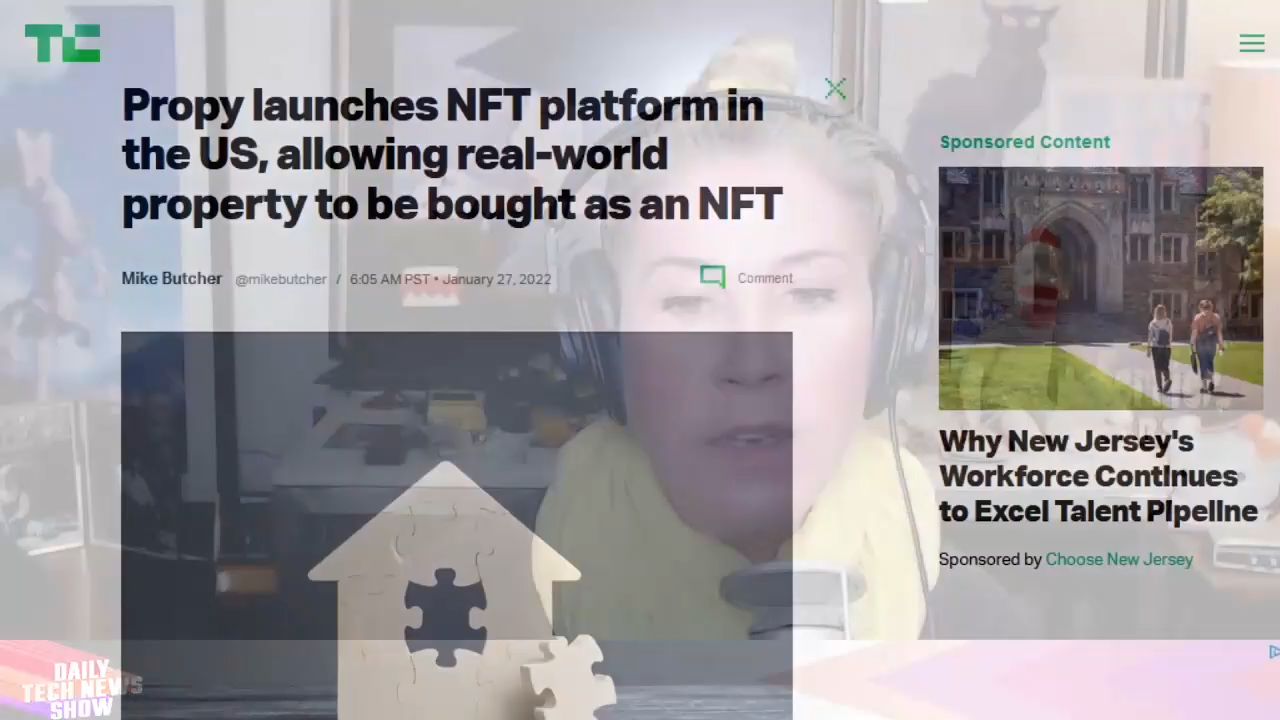 TC
Propy launches NFT platform in
the US, allowing real-world
property to be bought as an NFT
Mike Butcher @mikebutcher / 6:05 AM PST • January 27, 2022
Comment
Sponsored Content
Why New Jersey's
Workforce Continues
to Excel Talent Pipeline
Sponsored by Choose New Jersey
DAILY
TECH NEWS
SHOW